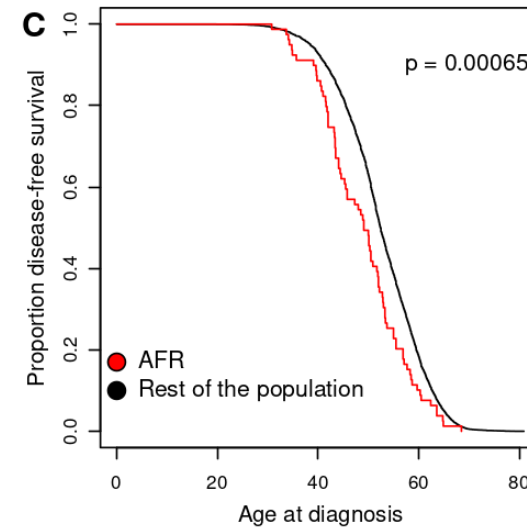 C
p = 0.00065
Proportion disease-free survival
1.0
0.8
0.6
0.4
0.2
0.0
AFR
Rest of the population
0 20 40 60 80
Age at diagnosis